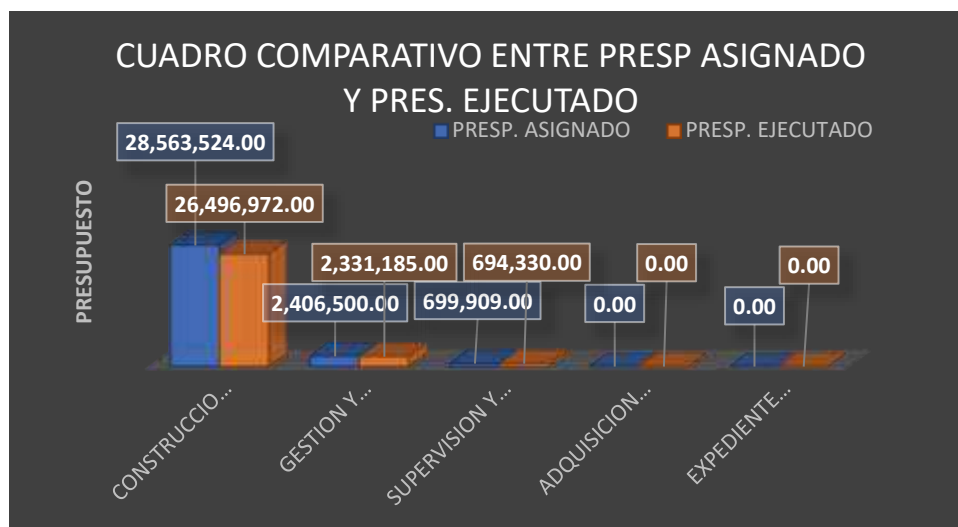 CUADRO COMPARATIVO ENTRE PRESP ASIGNADO
Y PRES. EJECUTADO
PRESP. ASIGNADO
PRESP. EJECUTADO
28,563,524.00
26,496,972.00
2,331,185.00
694,330.00
0.00
0.00
2,406,500.00
699,909.00
0.00
0.00
PRESUPUESTO
CONSTRUCCIO...
GESTION Y...
SUPERVISION Y...
ADQUISICION...
EXPEDIENTE...